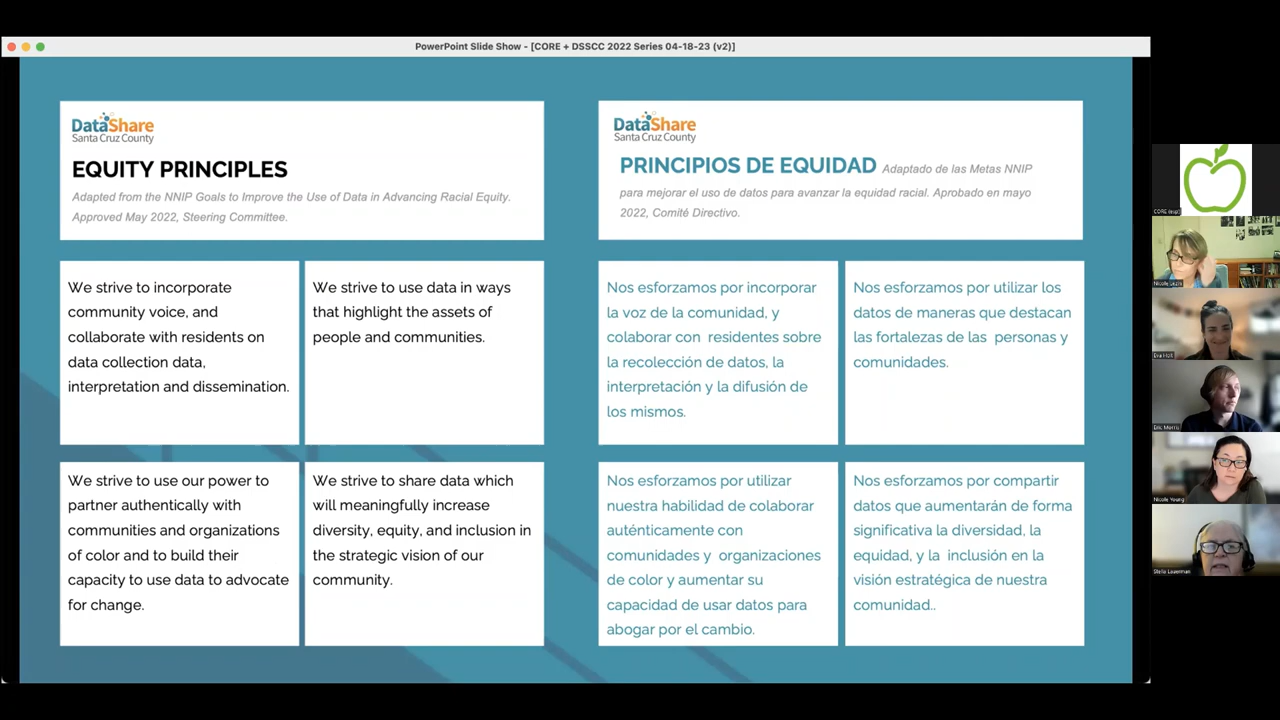 PowerPoint Slide Show - [CORE + DSSCC 2022 Series 04-18-23 (v2)]
DataShare
Santa Cruz County
EQUITY PRINCIPLES
Adapted from the NNIP Goals to Improve the Use of Data in Advancing Racial Equity.
Approved May 2022, Steering Committee.
We strive to incorporate
community voice, and
collaborate with residents on
data collection data,
interpretation and dissemination.
We strive to use data in ways
that highlight the assets of
people and communities.
We strive to use our power to
partner authentically with
communities and organizations
of color and to build their
capacity to use data to advocate
for change.
We strive to share data which
will meaningfully increase
diversity, equity, and inclusion in
the strategic vision of our
community.
DataShare
Santa Cruz County
PRINCIPIOS DE EQUIDAD Adaptado de las Metas NNIP
para mejorar el uso de datos para avanzar la equidad racial. Aprobado en mayo
2022, Comité Directivo.
Nos esforzamos por incorporar
la voz de la comunidad, y
colaborar con residentes sobre
la recolección de datos, la
interpretación y la difusión de
los mismos.
Nos esforzamos por utilizar los
datos de maneras que destacan
las fortalezas de las personas y
comunidades.
Nos esforzamos por utilizar
nuestra habilidad de colaborar
auténticamente con
comunidades y organizaciones
de color y aumentar su
capacidad de usar datos para
abogar por el cambio.
Nos esforzamos por compartir
datos que aumentarán de forma
significativa la diversidad, la
equidad, y la inclusión en la
visión estratégica de nuestra
comunidad..
Eric Morris
Nicole Young